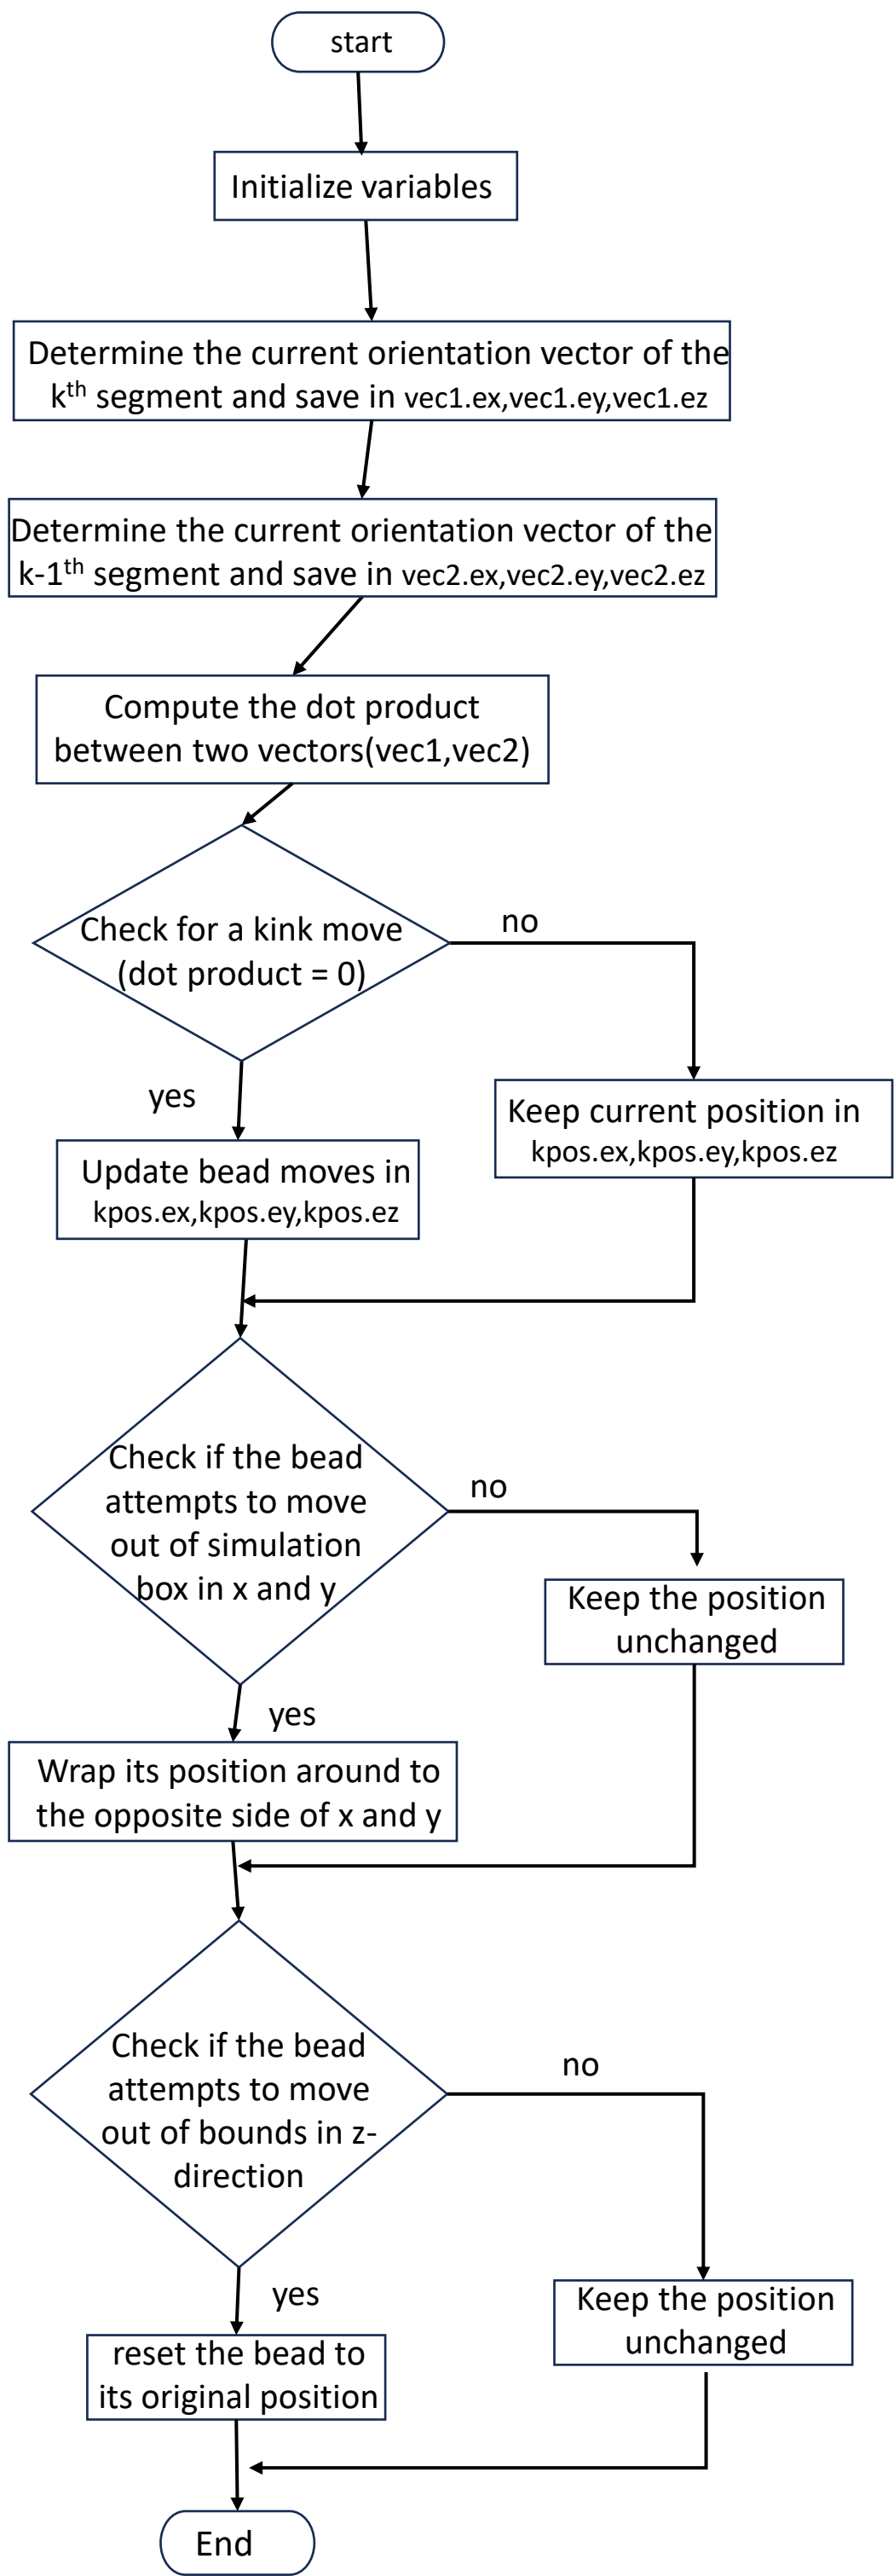 start
Initialize variables
Determine the current orientation vector of the
kth segment and save in vec1.ex,vec1.ey,vec1.ez
Determine the current orientation vector of the
k-1th segment and save in vec2.ex,vec2.ey,vec2.ez
Compute the dot product
between two vectors(vec1,vec2)
Check for a kink move
(dot product = 0)
no
yes
Keep current position in
kpos.ex,kpos.ey,kpos.ez
Update bead moves in
kpos.ex,kpos.ey,kpos.ez
Check if the bead
attempts to move
out of simulation
box in x and y
no
Keep the position
unchanged
yes
Wrap its position around to
the opposite side of x and y
Check if the bead
attempts to move
out of bounds in z-
direction
no
yes
Keep the position
unchanged
reset the bead to
its original position
End